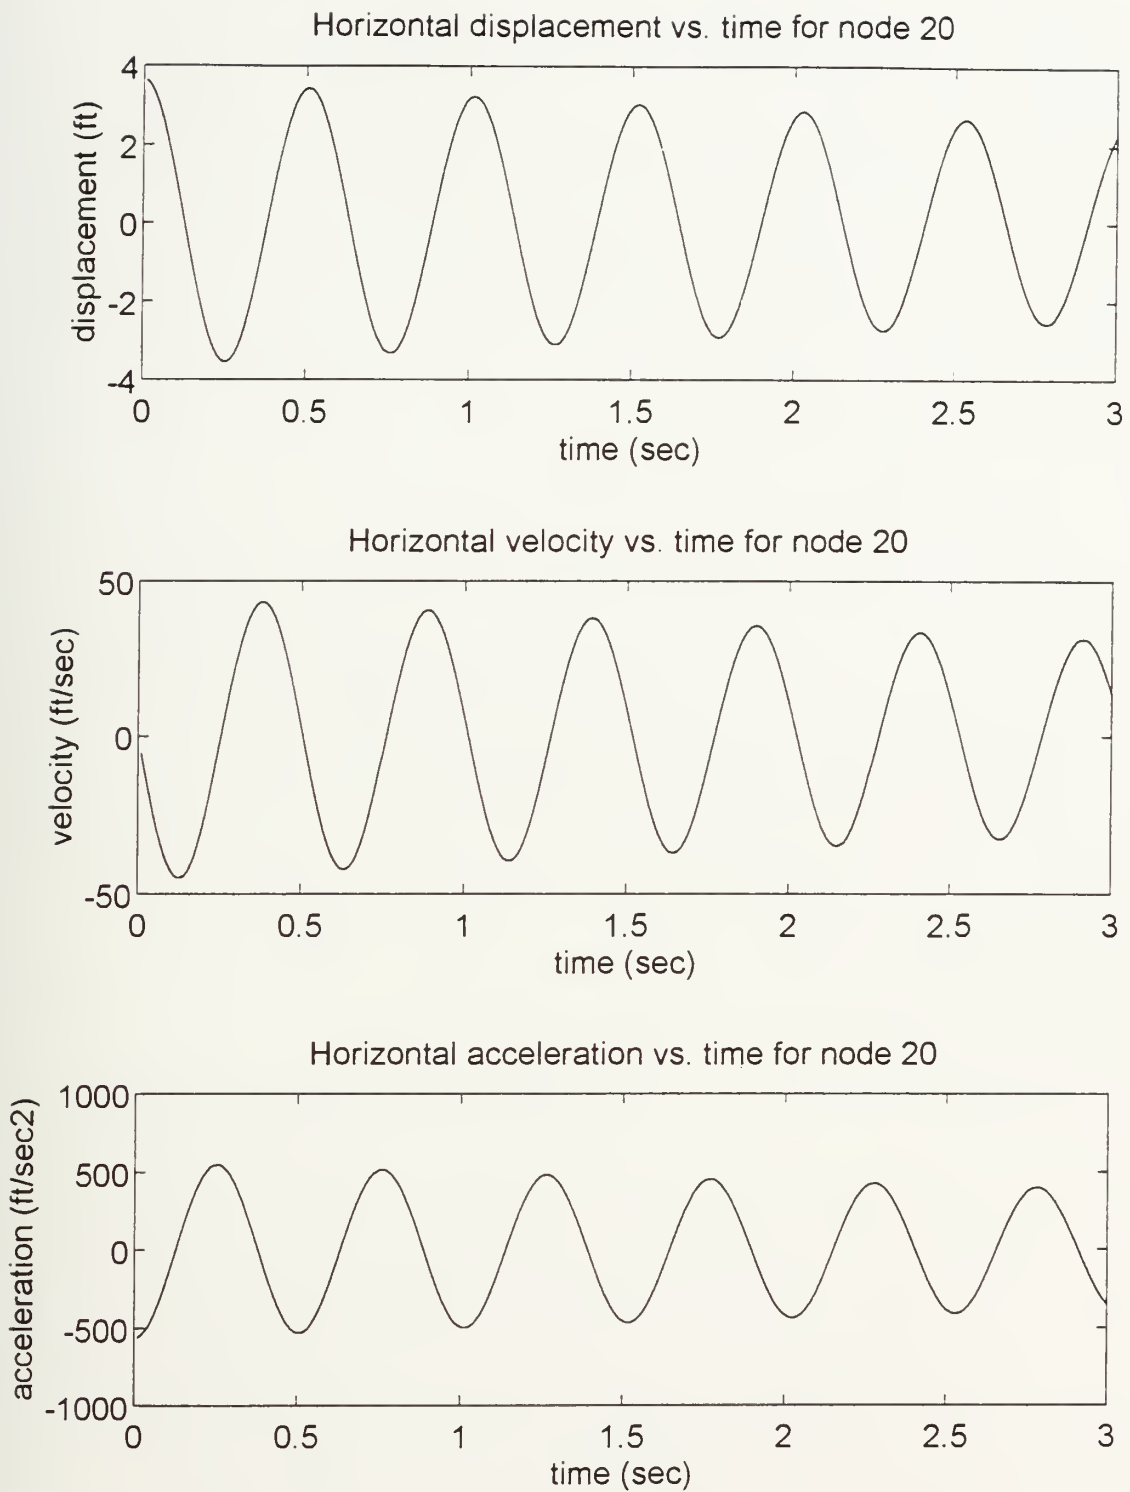 Horizontal displacement vs. time for node 20
displacement (ft)
4
2
0
-2
-4
0 0.5 1 1.5 2 2.5 3
time (sec)
Horizontal velocity vs. time for node 20
velocity (ft/sec)
50
0
-50
0 0.5 1 1.5 2 2.5 3
time (sec)
Horizontal acceleration vs. time for node 20
acceleration (ft/sec2)
1000
500
0
-500
-1000
0 0.5 1 1.5 2 2.5 3
time (sec)